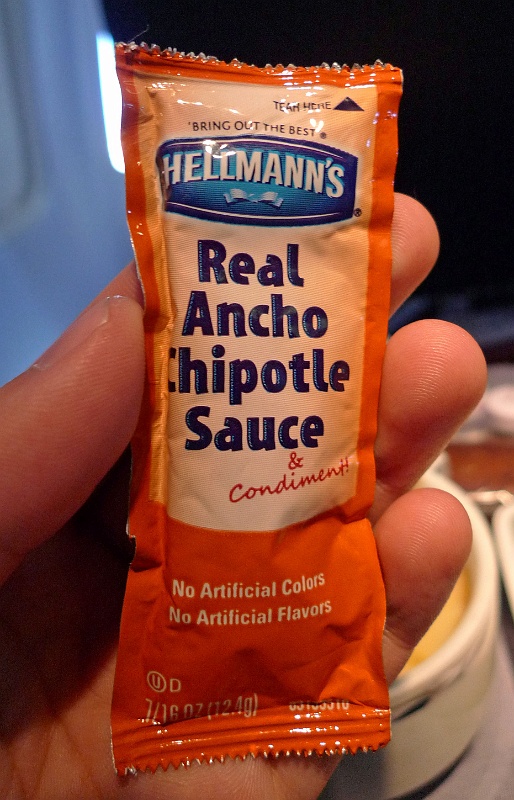 TEAR HERE
"BRING OUT THE BEST"®
HELLMANN'S®
Real
Ancho
Chipotle
Sauce
&
Condiment!
No Artificial Colors
No Artificial Flavors
U D
7/16 OZ (12.4g)